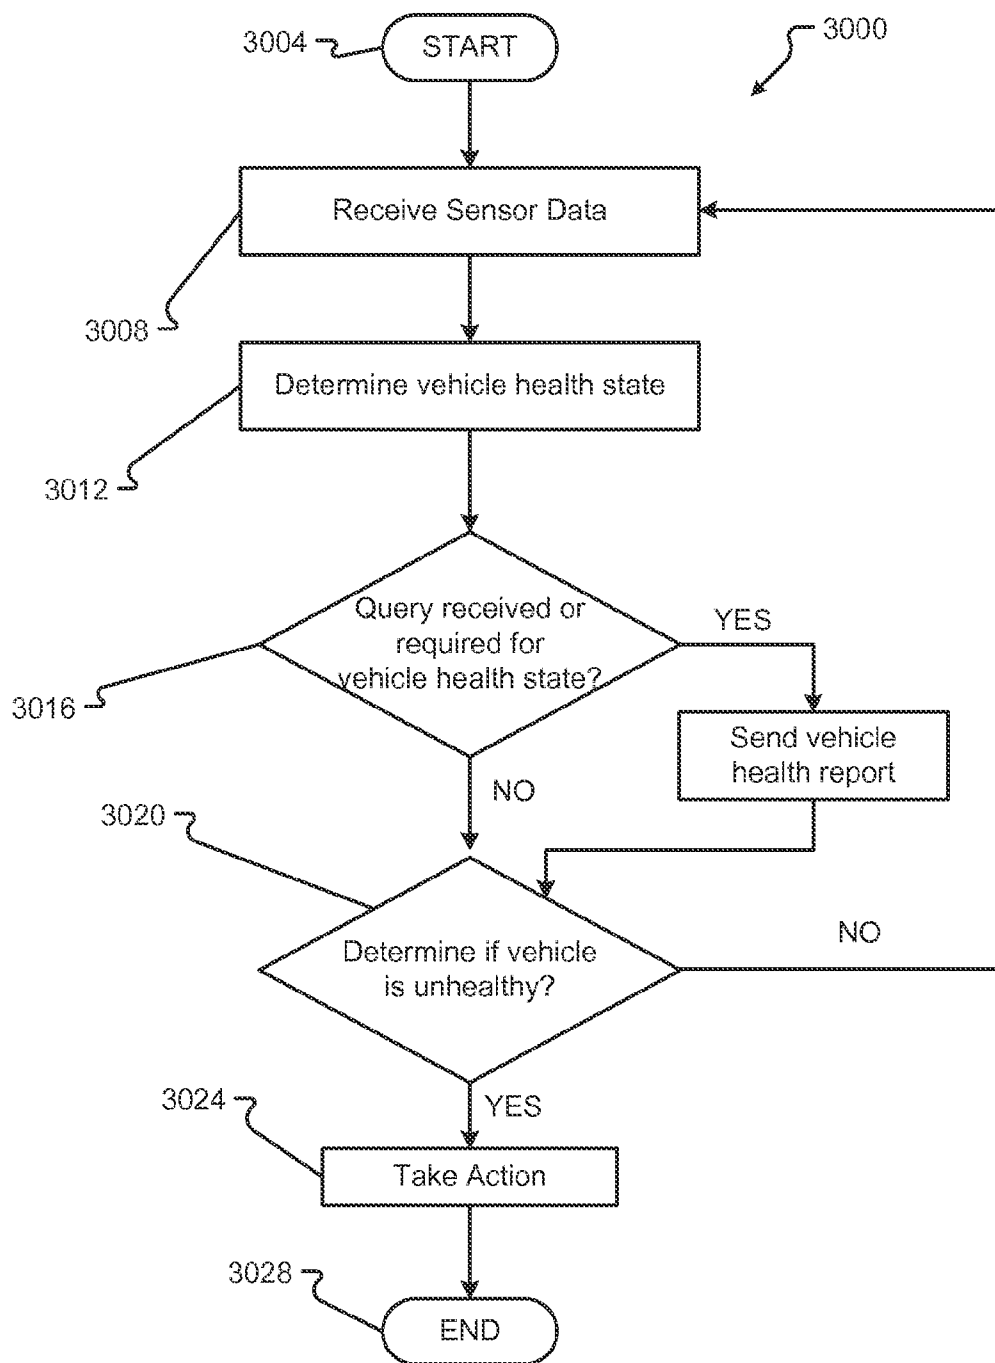 3004
START
3000
Receive Sensor Data
3008
Determine vehicle health state
3012
Query received or
required for
vehicle health state?
YES
3016
Send vehicle
health report
NO
3020
Determine if vehicle
is unhealthy?
NO
YES
3024
Take Action
3028
END